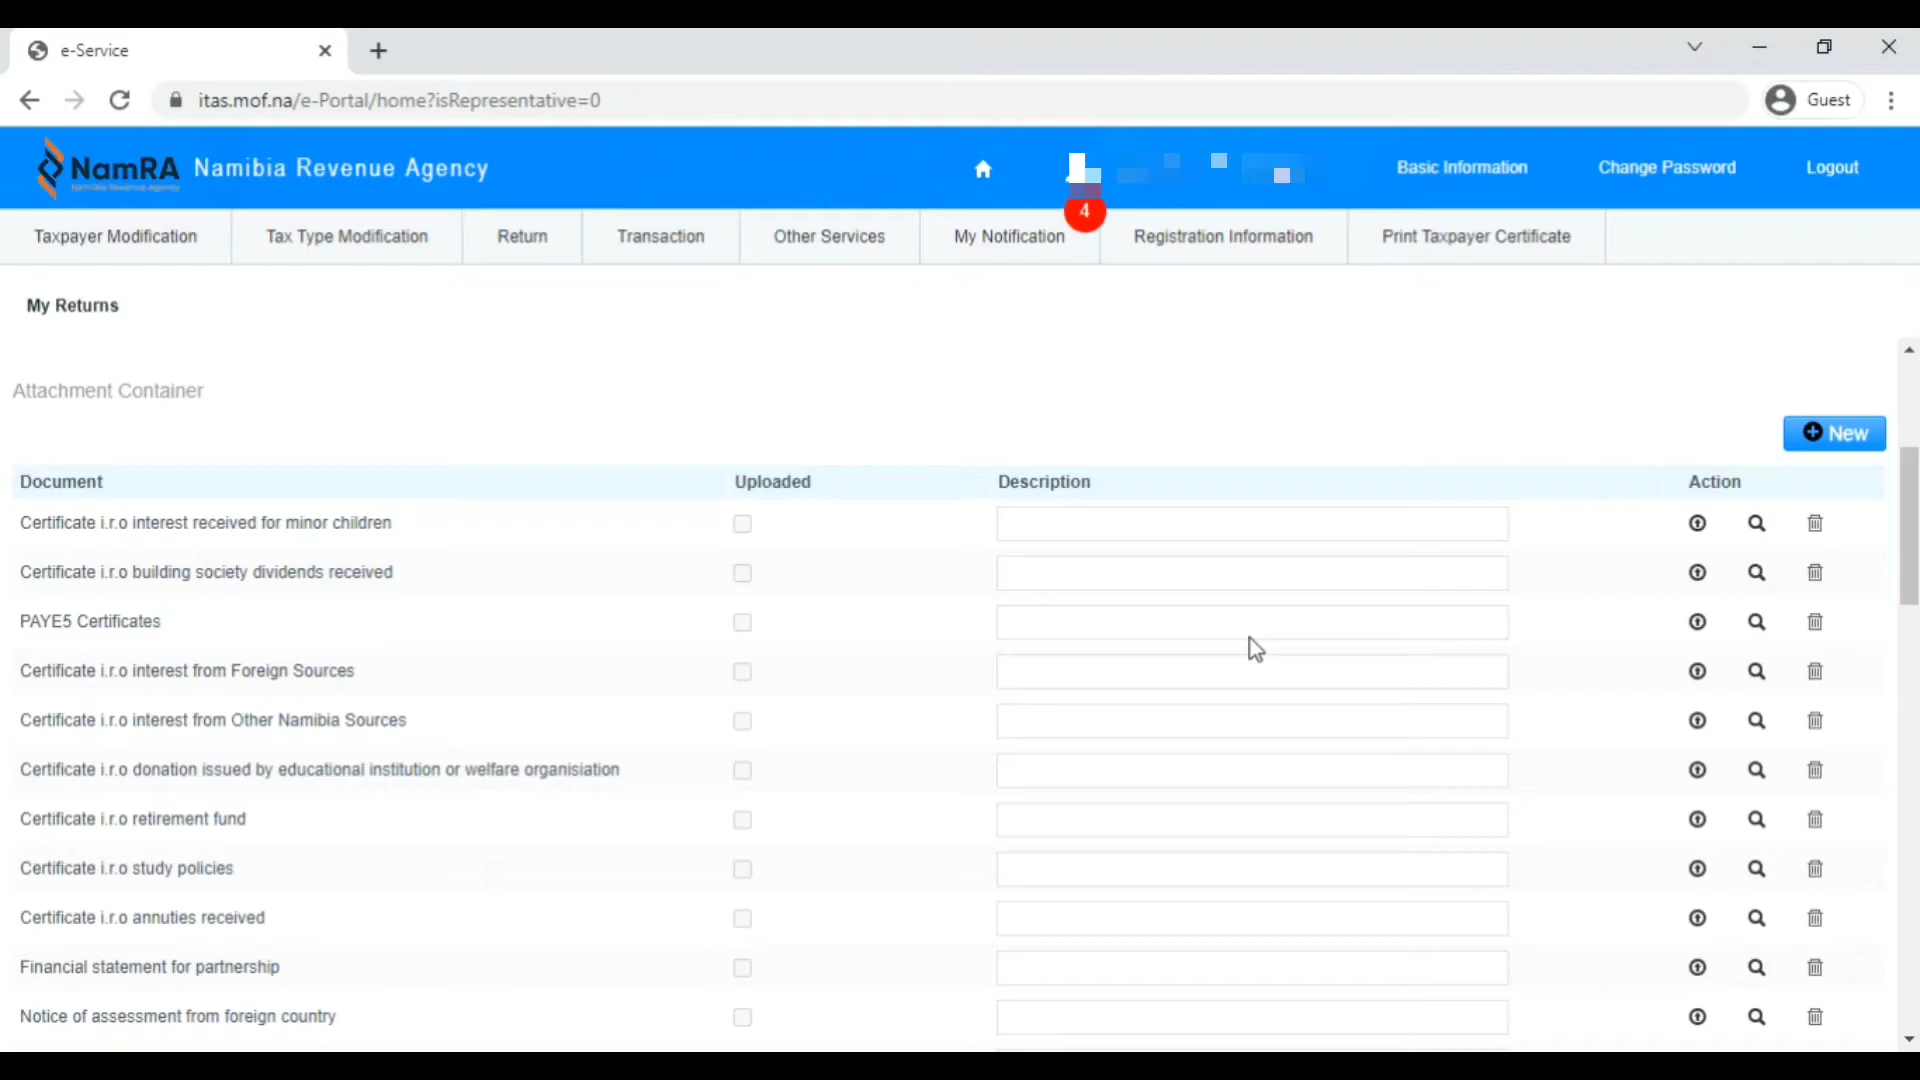 e-Service
itas.mof.na/e-Portal/home?isRepresentative=0
Guest
NamRA
Namibia Revenue Agency
Namibia Revenue Agency
Basic Information
Change Password
Logout
4
Taxpayer Modification
Tax Type Modification
Return
Transaction
Other Services
My Notification
Registration Information
Print Taxpayer Certificate
My Returns
Attachment Container
New
Document Uploaded Description Action
Certificate i.r.o interest received for minor children
Certificate i.r.o building society dividends received
PAYE5 Certificates
Certificate i.r.o interest from Foreign Sources
Certificate i.r.o interest from Other Namibia Sources
Certificate i.r.o donation issued by educational institution or welfare organisiation
Certificate i.r.o retirement fund
Certificate i.r.o study policies
Certificate i.r.o annuties received
Financial statement for partnership
Notice of assessment from foreign country